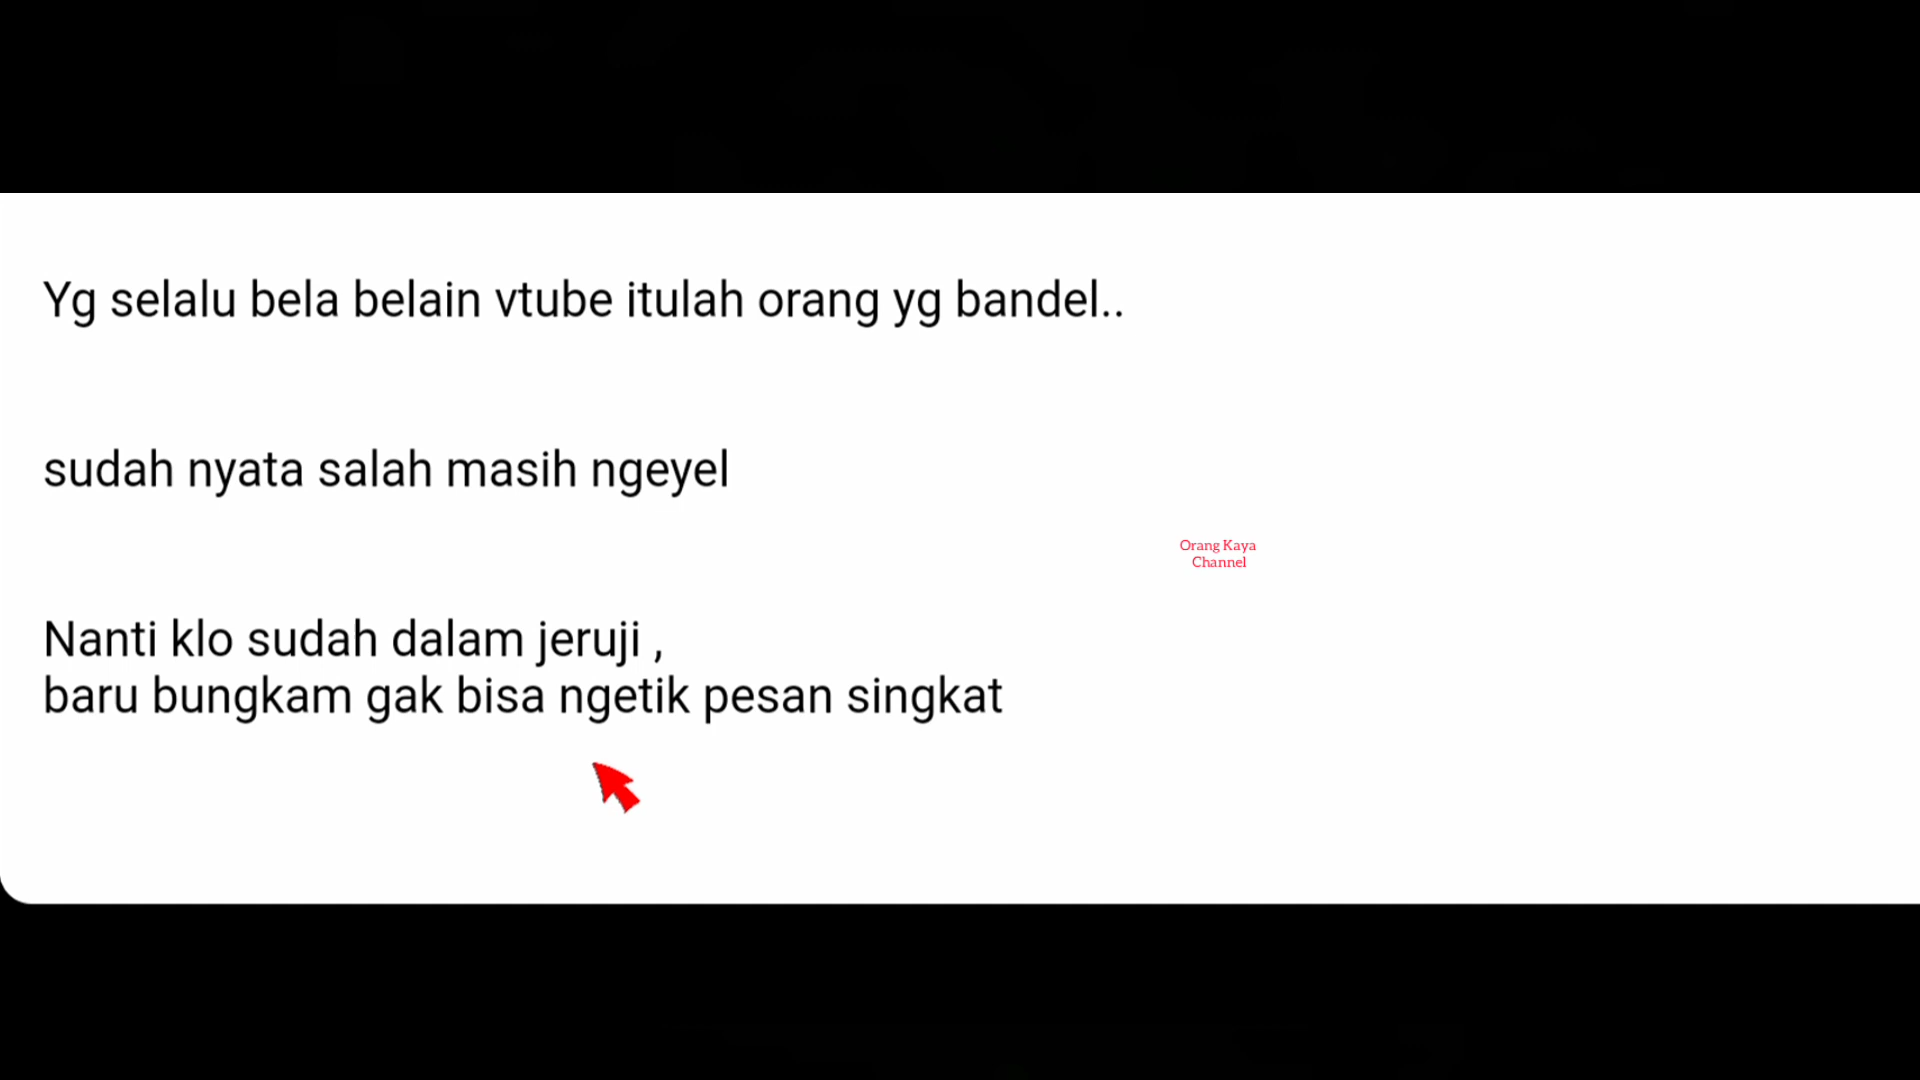 Yg selalu bela belain vtube itulah orang yg bandel..
sudah nyata salah masih ngeyel
Orang Kaya
Channel
Nanti klo sudah dalam jeruji ,
baru bungkam gak bisa ngetik pesan singkat